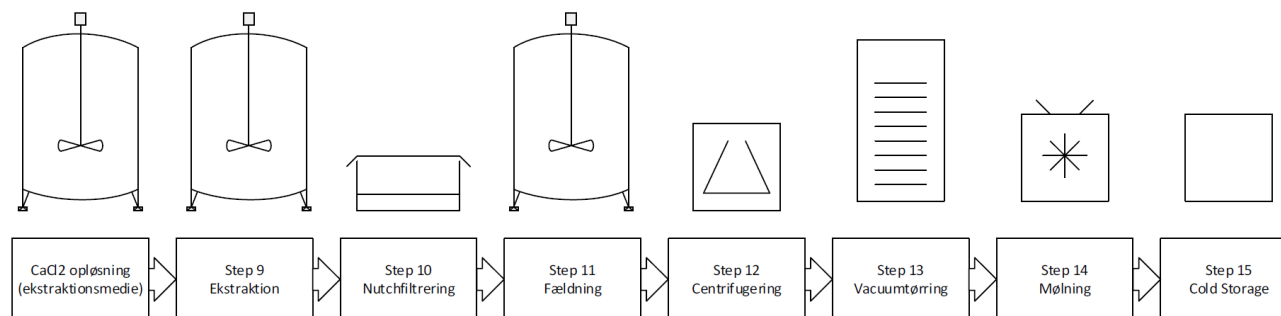 CaCl2 opløsning
(ekstraktionsmedie)
Step 9
Ekstraktion
Step 10
Nutchfiltrering
Step 11
Fældning
Step 12
Centrifugering
Step 13
Vacuumtørring
Step 14
Mølning
Step 15
Cold Storage